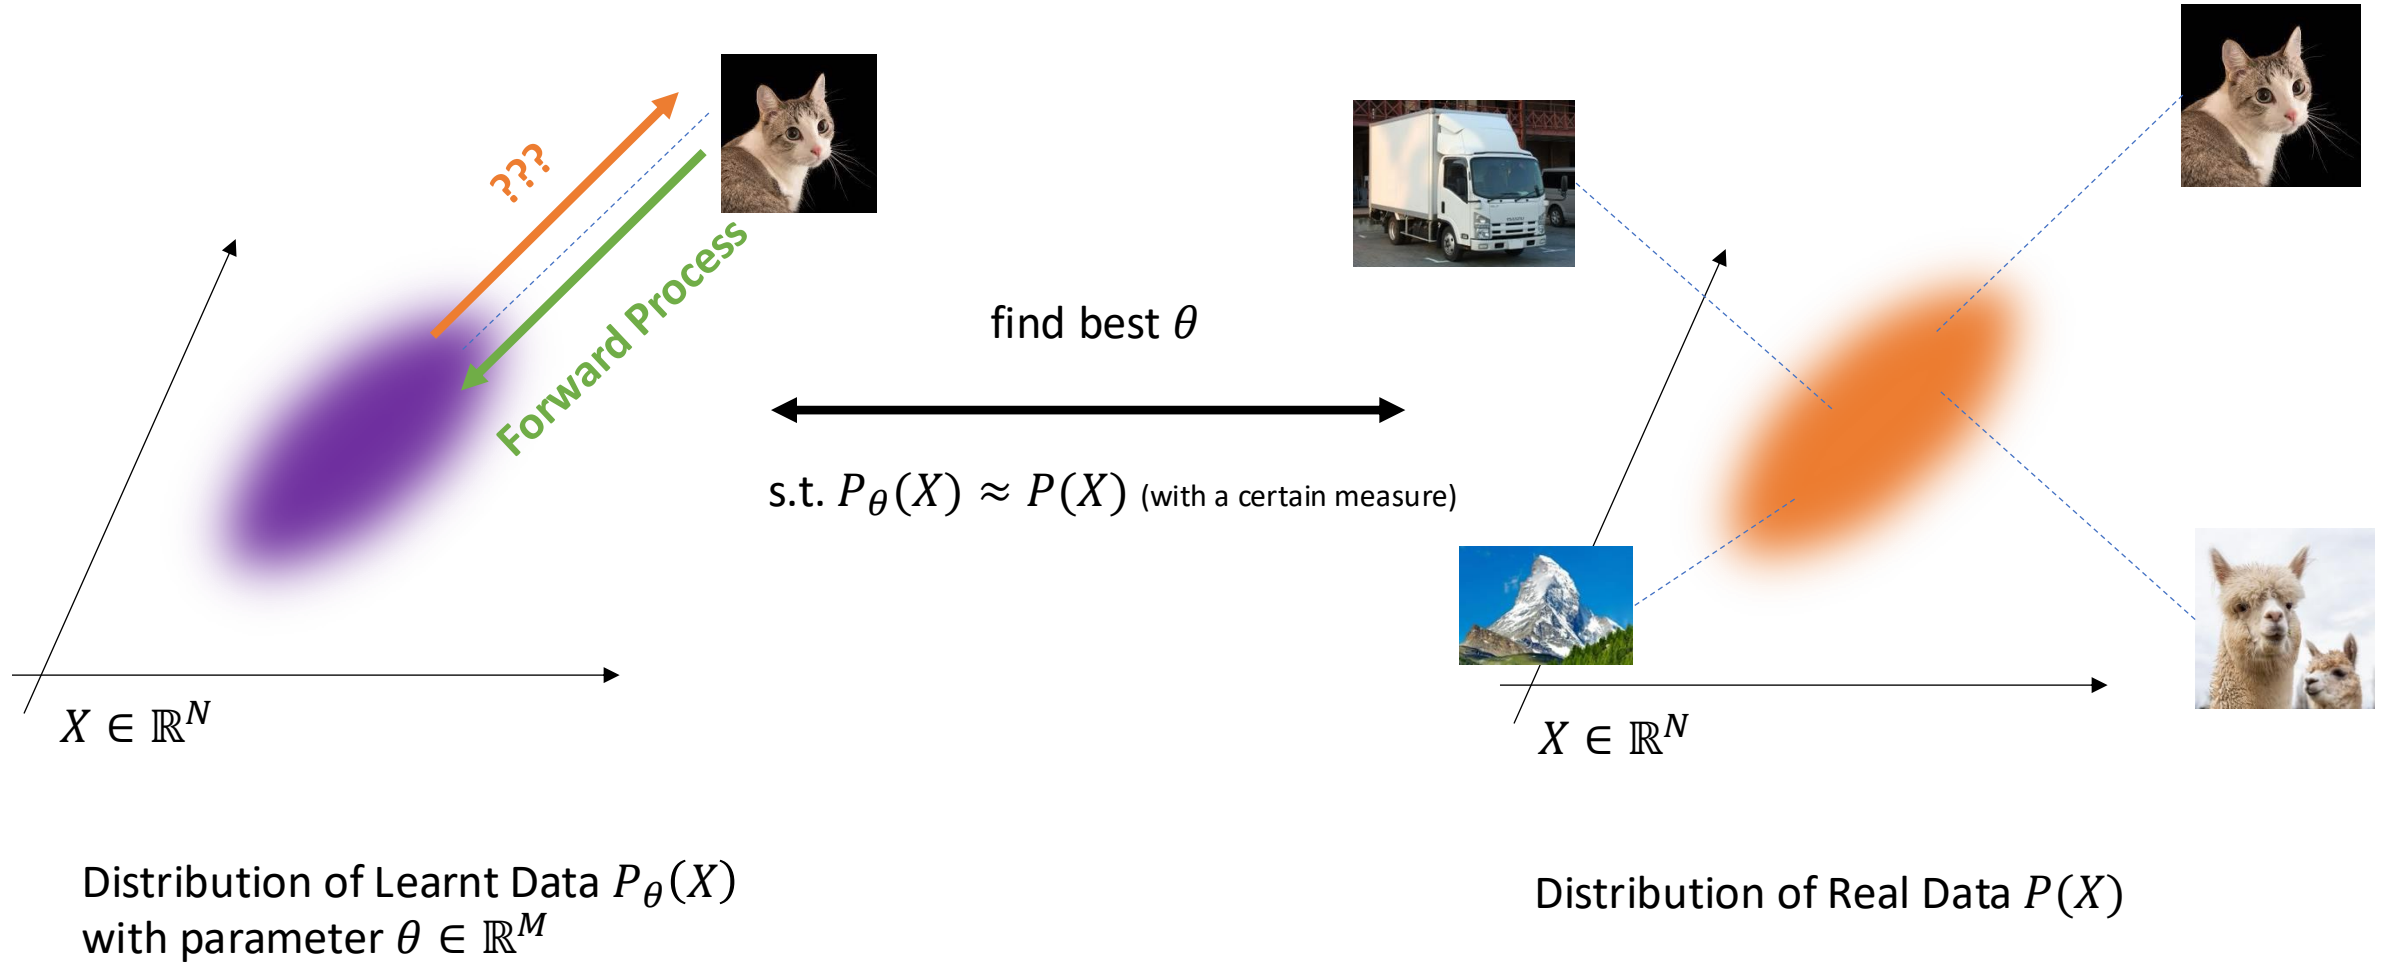 ???
Forward Process
find best θ
s.t. P_θ(X) ≈ P(X) (with a certain measure)
X ∈ ℝ^N
X ∈ ℝ^N
Distribution of Learnt Data P_θ(X)
with parameter θ ∈ ℝ^M
Distribution of Real Data P(X)